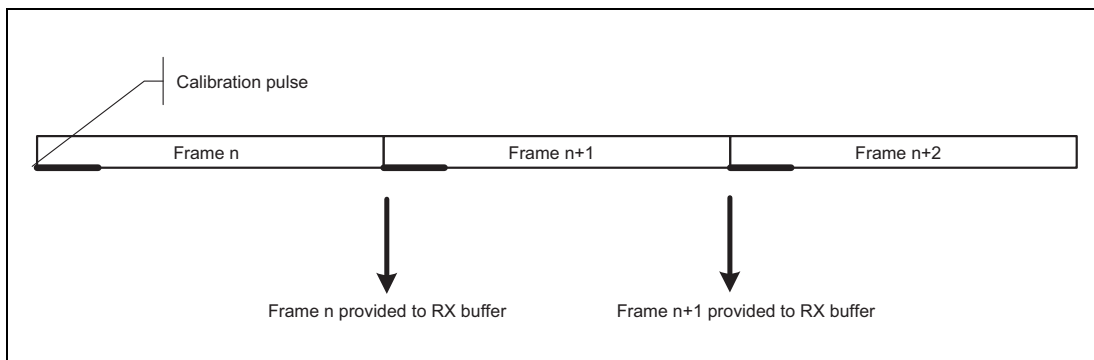 Calibration pulse
Frame n
Frame n+1
Frame n+2
Frame n provided to RX buffer
Frame n+1 provided to RX buffer